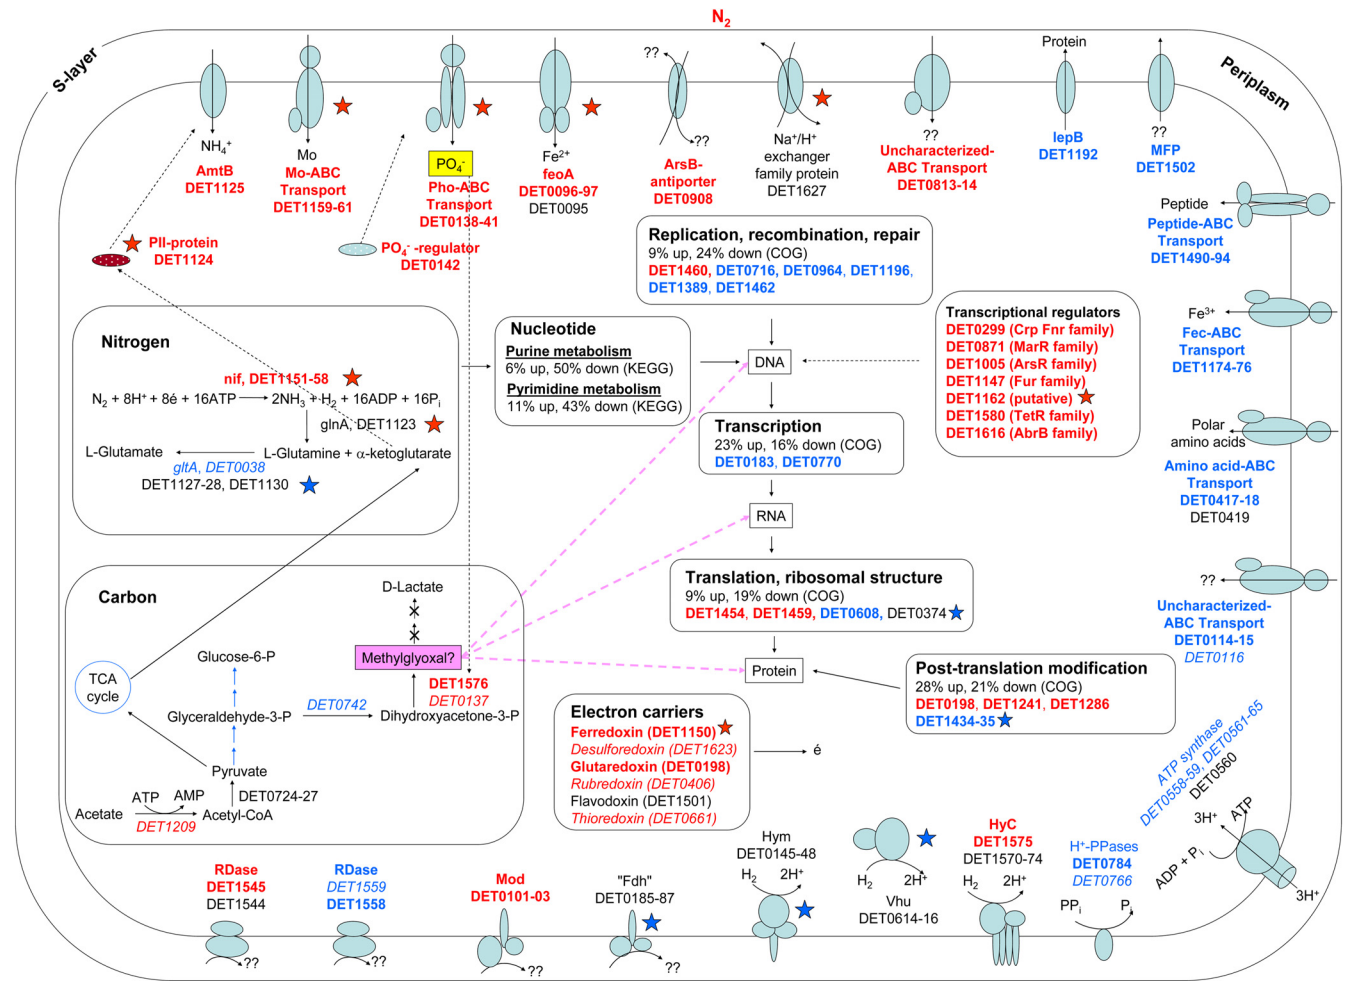 N2
S-layer
Periplasm
NH4+
AmtB
DET1125
Mo
Mo-ABC
Transport
DET1159-61
PO4-
Pho-ABC
Transport
DET0138-41
Fe2+
feoA
DET0096-97
DET0095
??
??
ArsB-
antiporter
DET0908
Na+/H+
exchanger
family protein
DET1627
??
Uncharacterized-
ABC Transport
DET0813-14
Protein
lepB
DET1192
??
MFP
DET1502
PII-protein
DET1124
PO4- -regulator
DET0142
Peptide
Peptide-ABC
Transport
DET1490-94
Fe3+
Fec-ABC
Transport
DET1174-76
Polar
amino acids
Amino acid-ABC
Transport
DET0417-18
DET0419
??
Uncharacterized-
ABC Transport
DET0114-15
DET0116
Replication, recombination, repair
9% up, 24% down (COG)
DET1460, DET0716, DET0964, DET1196,
DET1389, DET1462
Nitrogen
nif, DET1151-58
N2 + 8H+ + 8é + 16ATP 2NH3 + H2 + 16ADP + 16Pi
glnA, DET1123
L-Glutamate
L-Glutamine + α-ketoglutarate
gltA, DET0038
DET1127-28, DET1130
Nucleotide
Purine metabolism
6% up, 50% down (KEGG)
Pyrimidine metabolism
11% up, 43% down (KEGG)
DNA
Transcriptional regulators
DET0299 (Crp Fnr family)
DET0871 (MarR family)
DET1005 (ArsR family)
DET1147 (Fur family)
DET1162 (putative)
DET1580 (TetR family)
DET1616 (AbrB family)
Transcription
23% up, 16% down (COG)
DET0183, DET0770
RNA
Translation, ribosomal structure
9% up, 19% down (COG)
DET1454, DET1459, DET0608, DET0374
Protein
Post-translation modification
28% up, 21% down (COG)
DET0198, DET1241, DET1286
DET1434-35
Carbon
D-Lactate
Methylglyoxal?
Glucose-6-P
TCA
cycle
DET1576
DET0137
DET0742
Glyceraldehyde-3-P
Dihydroxyacetone-3-P
Pyruvate
ATP
AMP
DET0724-27
Acetate
Acetyl-CoA
DET1209
Electron carriers
Ferredoxin (DET1150)
Desulforedoxin (DET1623)
Glutaredoxin (DET0198)
Rubredoxin (DET0406)
Flavodoxin (DET1501)
Thioredoxin (DET0661)
é
ATP synthase
DET0558-59, DET0561-65
DET0560
3H+
ATP
ADP + Pi
3H+
RDase
DET1545
DET1544
??
RDase
DET1559
DET1558
??
Mod
DET0101-03
??
"Fdh"
DET0185-87
??
Hym
DET0145-48
H2
2H+
H2
2H+
Vhu
DET0614-16
HyC
DET1575
DET1570-74
H2
2H+
H+-PPases
DET0784
DET0766
PPi
Pi